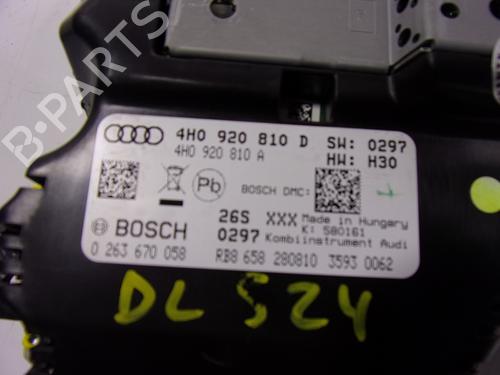 B-PARTS
4H0 920 810 D SW: 0297
4H0 920 810 A HW: H30
Pb
BOSCH DMC:
BOSCH 26S XXX Made in Hungary
K: 580161
0297 Kombiinstrument Audi
0 263 670 058 RB8 658 280810 3593 0062
DL S24